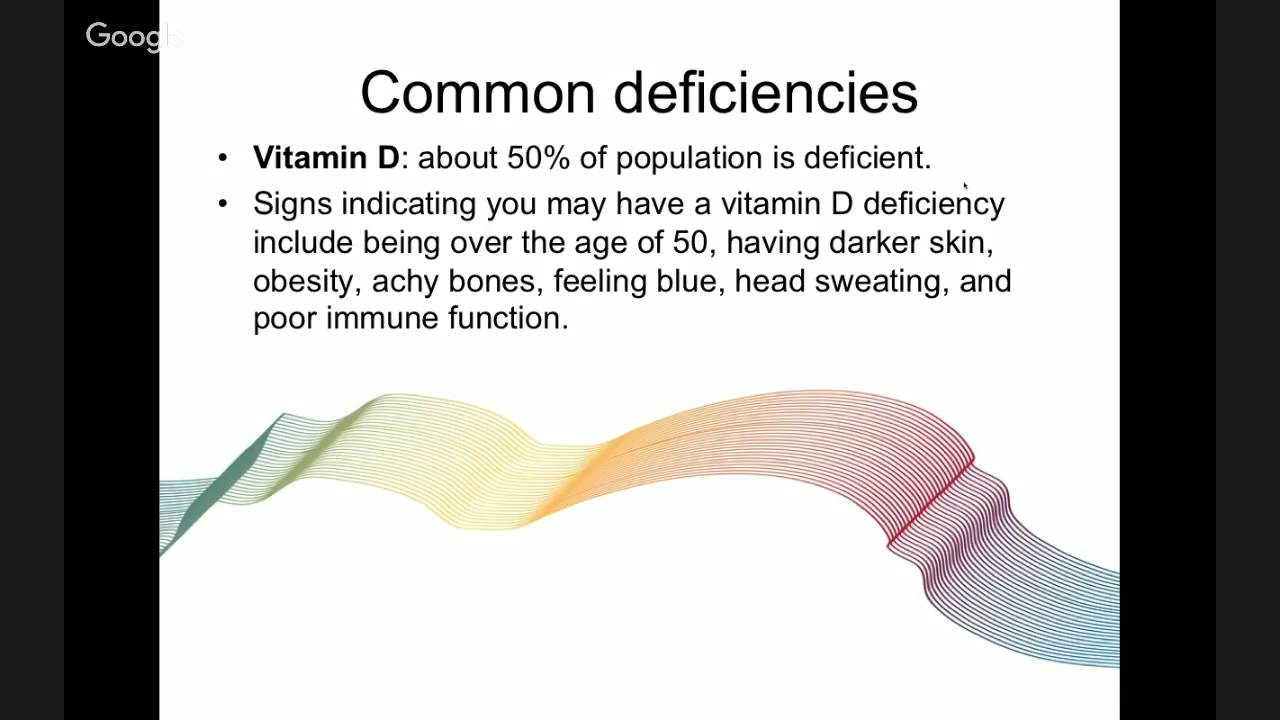 Google
Common deficiencies
• Vitamin D: about 50% of population is deficient.
• Signs indicating you may have a vitamin D deficiency
include being over the age of 50, having darker skin,
obesity, achy bones, feeling blue, head sweating, and
poor immune function.